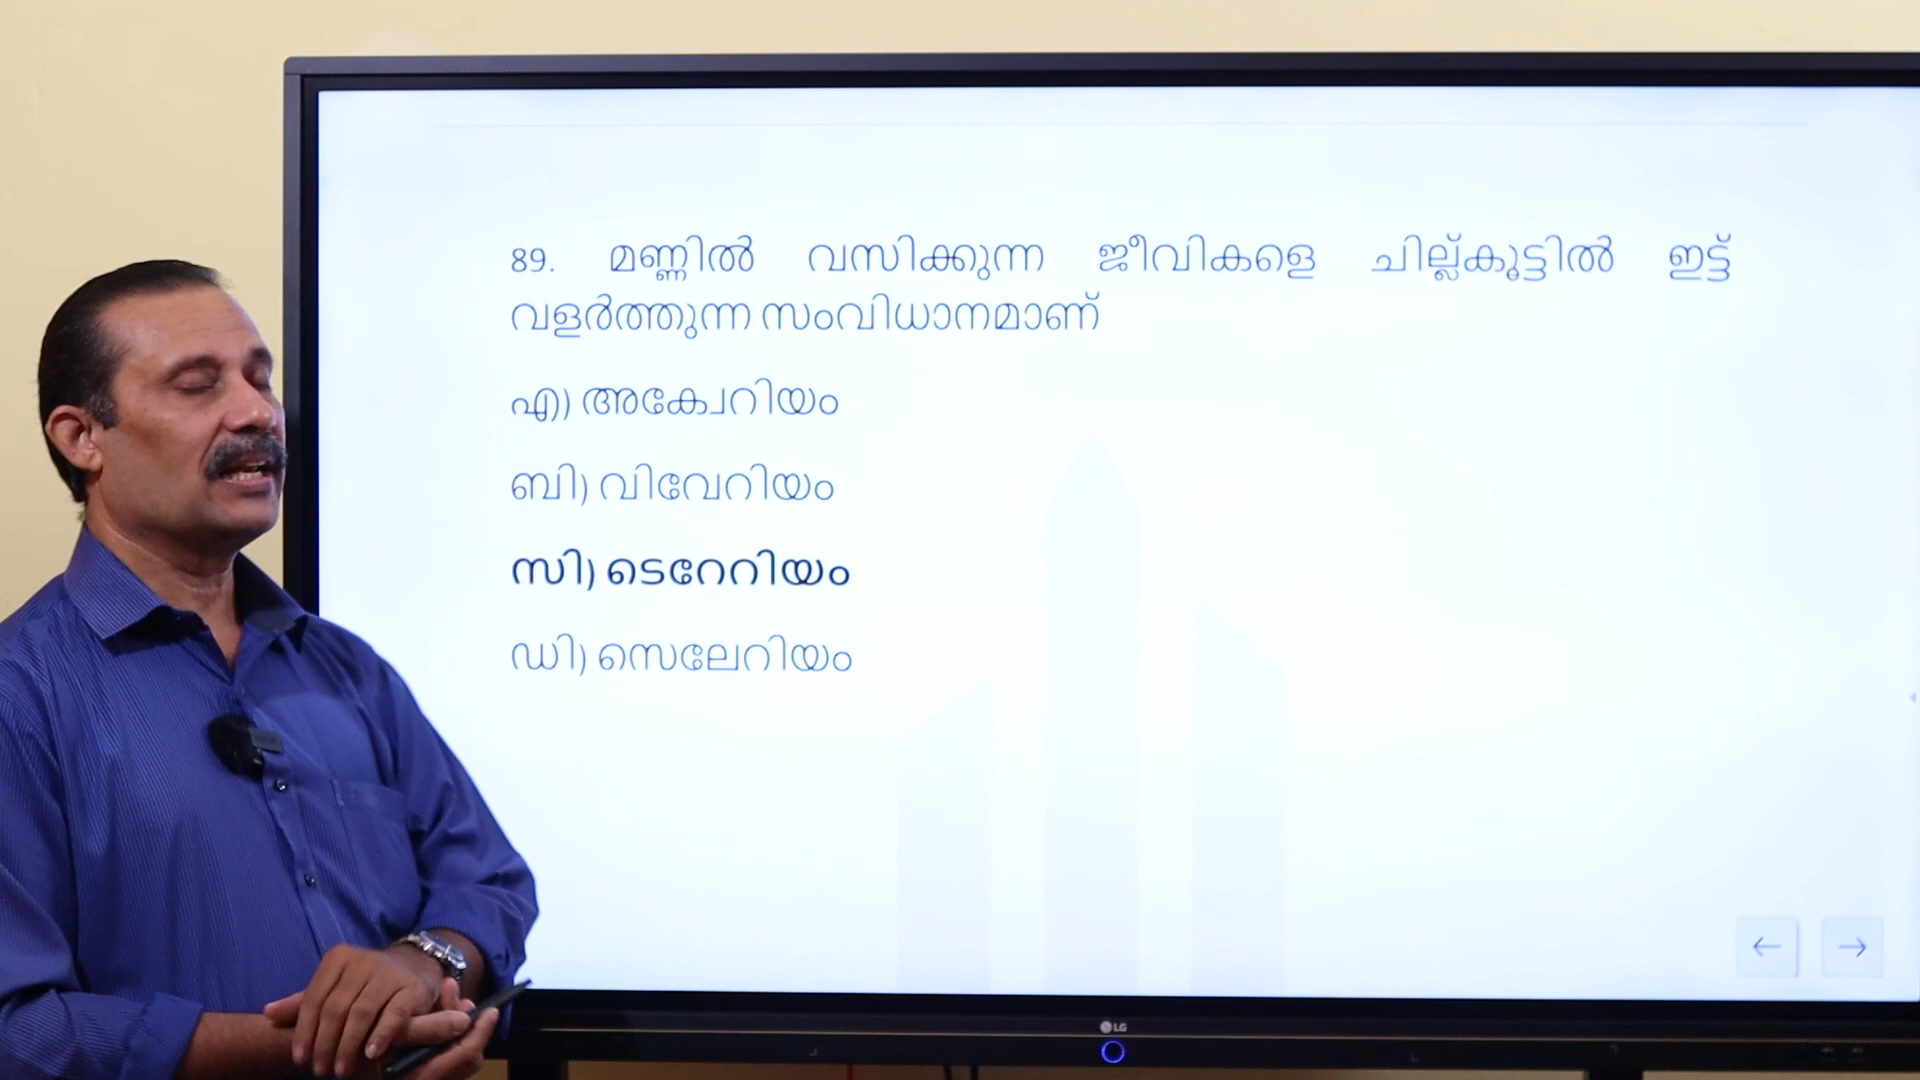 89. മണ്ണിൽ വസിക്കുന്ന ജീവികളെ ചില്ല്കൂട്ടിൽ ഇട്ട്
വളർത്തുന്ന സംവിധാനമാണ്
എ) അക്വേറിയം
ബി) വിവേറിയം
സി) ടെറേറിയം
ഡി) സെലേറിയം
LG